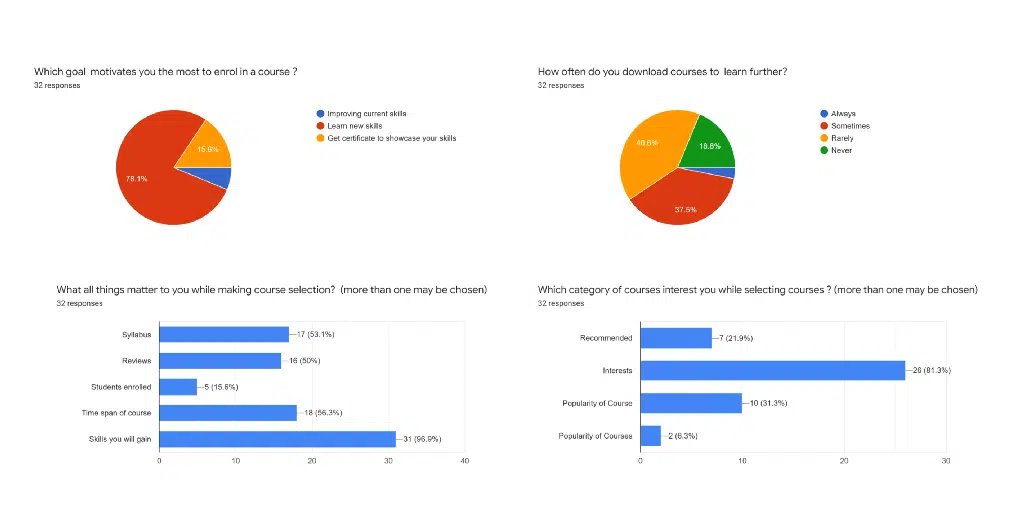 Which goal motivates you the most to enrol in a course ?
32 responses
Improving current skills
Learn new skills
Get certificate to showcase your skills
15.6%
78.1%
How often do you download courses to learn further?
32 responses
Always
Sometimes
Rarely
Never
40.6%
18.8%
37.5%
What all things matter to you while making course selection? (more than one may be chosen)
32 responses
Syllabus
17 (53.1%)
Reviews
16 (50%)
Students enrolled
5 (15.6%)
Time span of course
18 (56.3%)
Skills you will gain
31 (96.9%)
0 10 20 30 40
Which category of courses interest you while selecting courses ? (more than one may be chosen)
32 responses
Recommended
7 (21.9%)
Interests
26 (81.3%)
Popularity of Course
10 (31.3%)
Popularity of Courses
2 (6.3%)
0 10 20 30